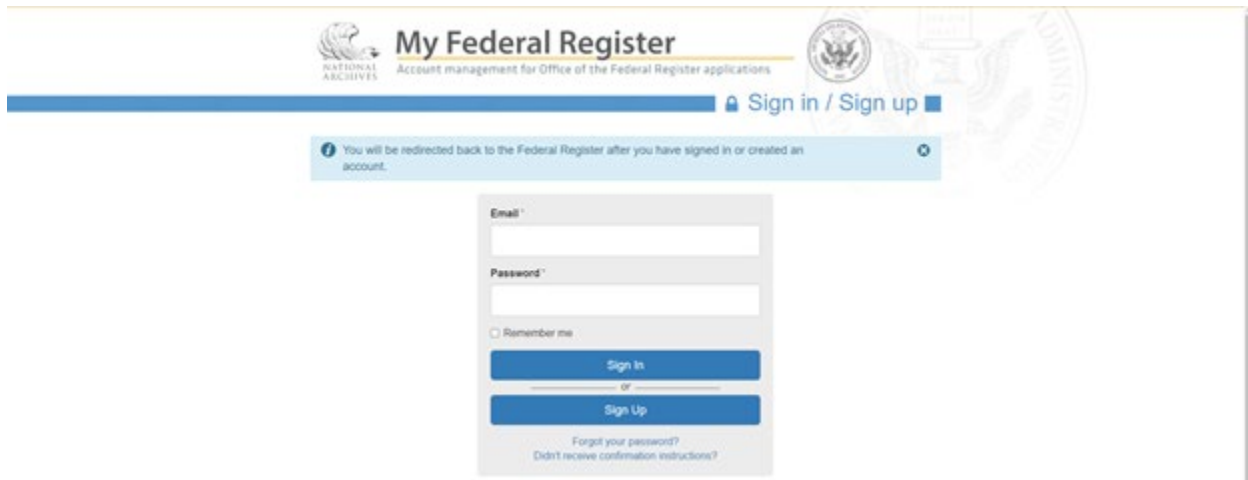 My Federal Register
NATIONAL
ARCHIVES
Account management for Office of the Federal Register applications
Sign in / Sign up
You will be redirected back to the Federal Register after you have signed in or created an
account.
Email *
Password *
Remember me
Sign In
or
Sign Up
Forgot your password?
Didn't receive confirmation instructions?